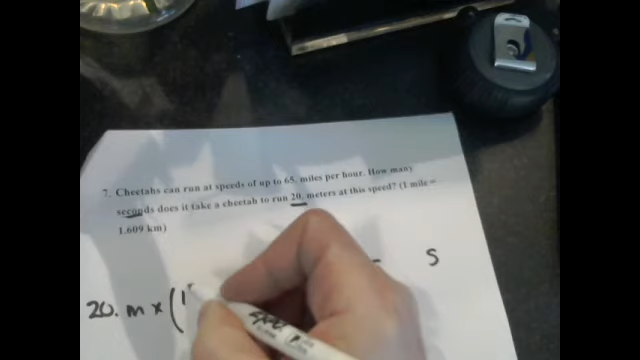 7. Cheetahs can run at speeds of up to 65. miles per hour. How many
seconds does it take a cheetah to run 20. meters at this speed? (1 mile =
1.609 km)
S
20. m x (1